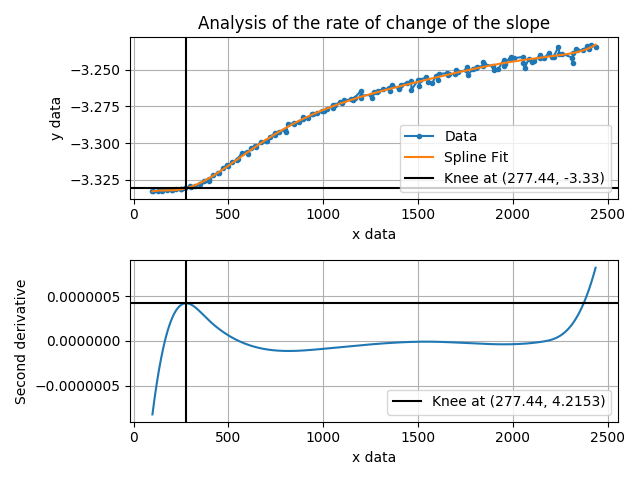 Analysis of the rate of change of the slope
y data
−3.250
−3.275
−3.300
−3.325
Data
Spline Fit
Knee at (277.44, -3.33)
0 500 1000 1500 2000 2500
x data
Second derivative
0.0000005
0.0000000
−0.0000005
Knee at (277.44, 4.2153)
0 500 1000 1500 2000 2500
x data